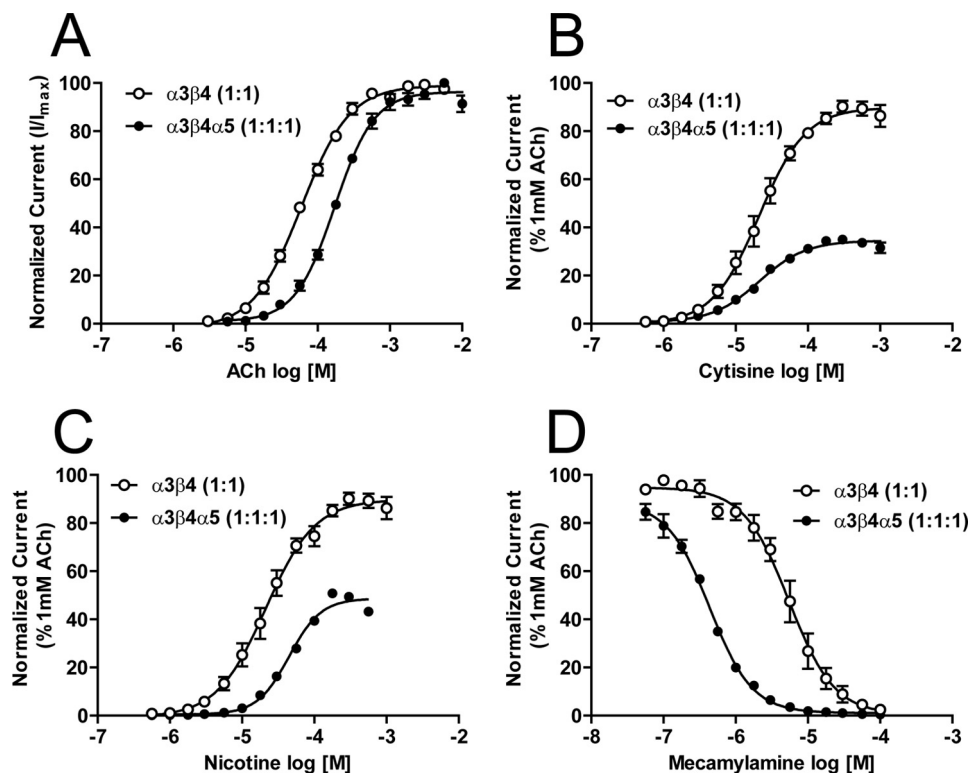 A
Normalized Current (I/Imax)
100
80
60
40
20
0
α3β4 (1:1)
α3β4α5 (1:1:1)
-7 -6 -5 -4 -3 -2
ACh log [M]
B
Normalized Current
(% 1mM ACh)
100
80
60
40
20
0
α3β4 (1:1)
α3β4α5 (1:1:1)
-7 -6 -5 -4 -3 -2
Cytisine log [M]
C
Normalized Current
(% 1mM ACh)
100
80
60
40
20
0
α3β4 (1:1)
α3β4α5 (1:1:1)
-7 -6 -5 -4 -3 -2
Nicotine log [M]
D
Normalized Current
(% 1mM ACh)
100
80
60
40
20
0
α3β4 (1:1)
α3β4α5 (1:1:1)
-8 -7 -6 -5 -4 -3
Mecamylamine log [M]